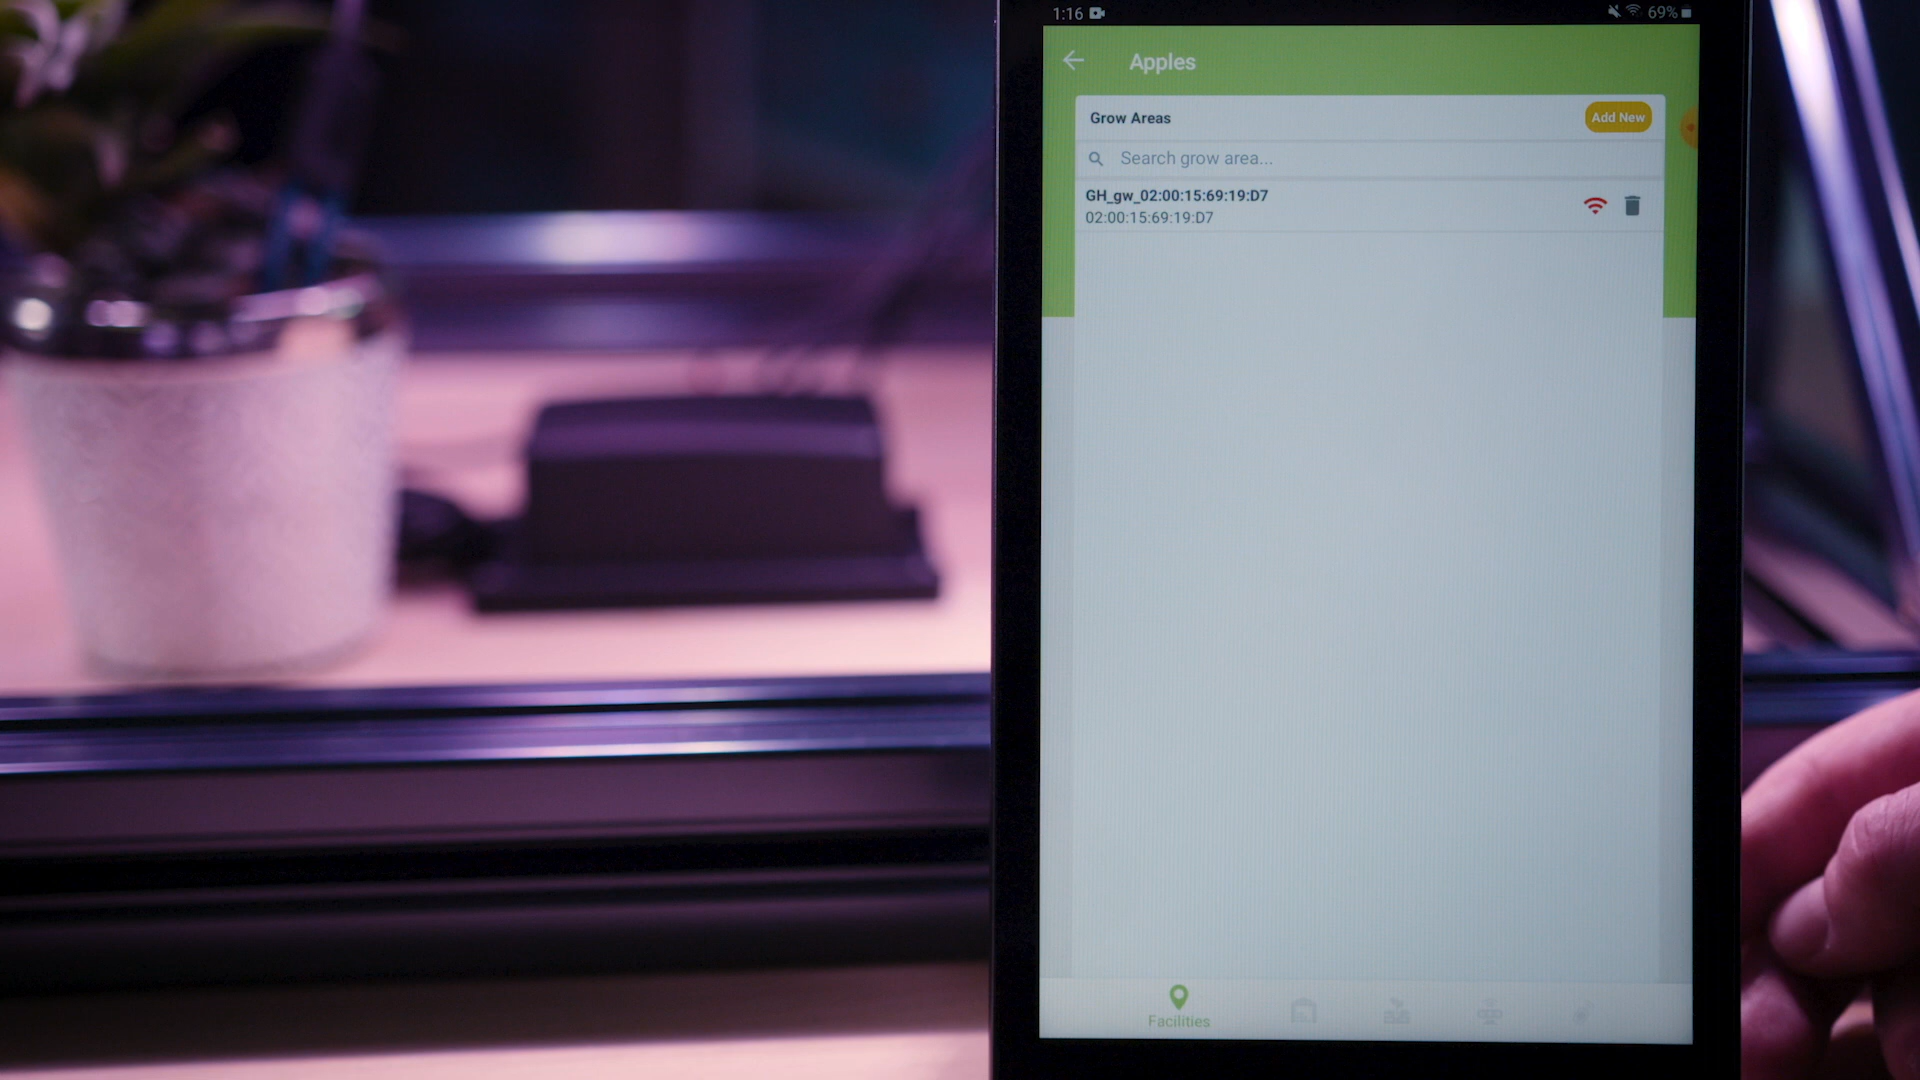 1:16
69%
Apples
Grow Areas
Add New
Search grow area...
GH_gw_02:00:15:69:19:D7
02:00:15:69:19:D7
Facilities